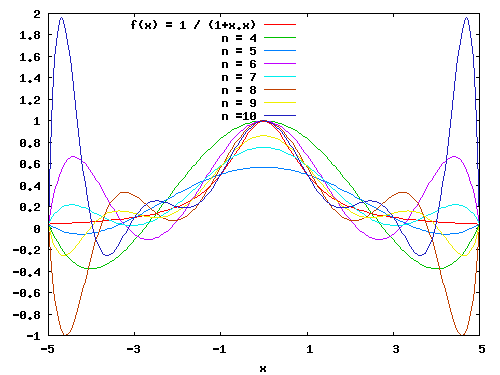 f(x) = 1 / (1+x.x)
n = 4
n = 5
n = 6
n = 7
n = 8
n = 9
n =10
2
1.8
1.6
1.4
1.2
1
0.8
0.6
0.4
0.2
0
-0.2
-0.4
-0.6
-0.8
-1
-5 -3 -1 1 3 5
x